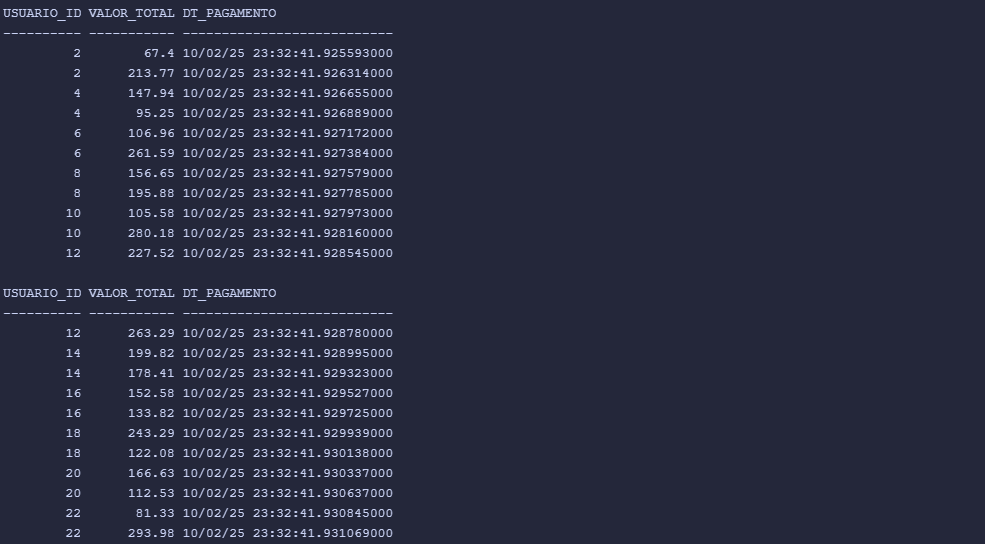 USUARIO_ID VALOR_TOTAL DT_PAGAMENTO
---------- ----------- ---------------------------
2 67.4 10/02/25 23:32:41.925593000
2 213.77 10/02/25 23:32:41.926314000
4 147.94 10/02/25 23:32:41.926655000
4 95.25 10/02/25 23:32:41.926889000
6 106.96 10/02/25 23:32:41.927172000
6 261.59 10/02/25 23:32:41.927384000
8 156.65 10/02/25 23:32:41.927579000
8 195.88 10/02/25 23:32:41.927785000
10 105.58 10/02/25 23:32:41.927973000
10 280.18 10/02/25 23:32:41.928160000
12 227.52 10/02/25 23:32:41.928545000
USUARIO_ID VALOR_TOTAL DT_PAGAMENTO
---------- ----------- ---------------------------
12 263.29 10/02/25 23:32:41.928780000
14 199.82 10/02/25 23:32:41.928995000
14 178.41 10/02/25 23:32:41.929323000
16 152.58 10/02/25 23:32:41.929527000
16 133.82 10/02/25 23:32:41.929725000
18 243.29 10/02/25 23:32:41.929939000
18 122.08 10/02/25 23:32:41.930138000
20 166.63 10/02/25 23:32:41.930337000
20 112.53 10/02/25 23:32:41.930637000
22 81.33 10/02/25 23:32:41.930845000
22 293.98 10/02/25 23:32:41.931069000